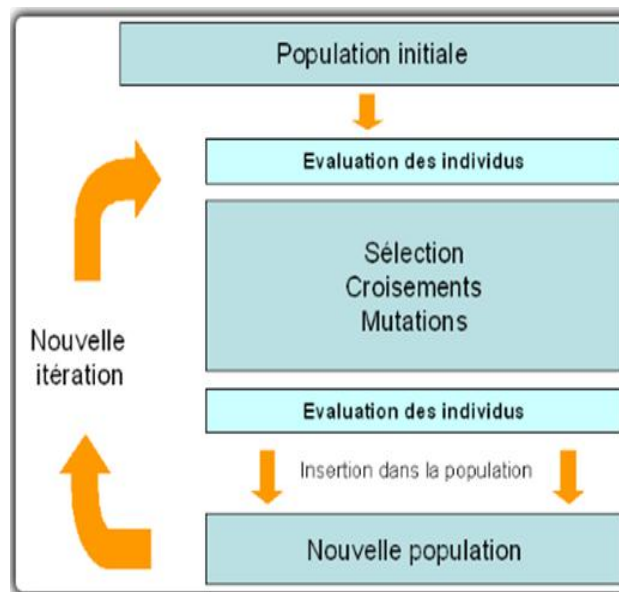 Population initiale
Evaluation des individus
Sélection
Croisements
Mutations
Nouvelle
itération
Evaluation des individus
Insertion dans la population
Nouvelle population